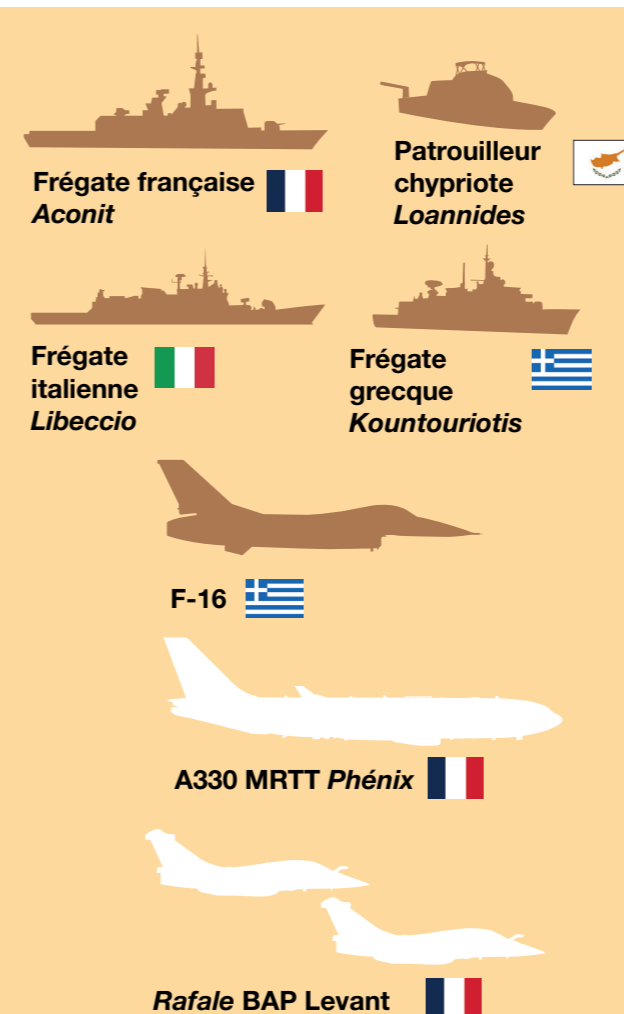 Frégate française
Aconit
Patrouilleur
chypriote
Loannides
Frégate
italienne
Libeccio
Frégate
grecque
Kountouriotis
F-16
A330 MRTT Phénix
Rafale BAP Levant